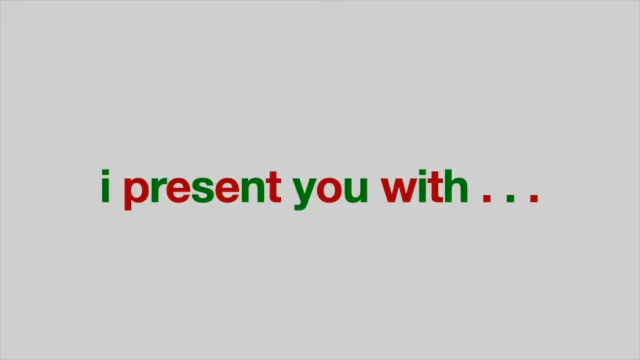 i present you with . . .